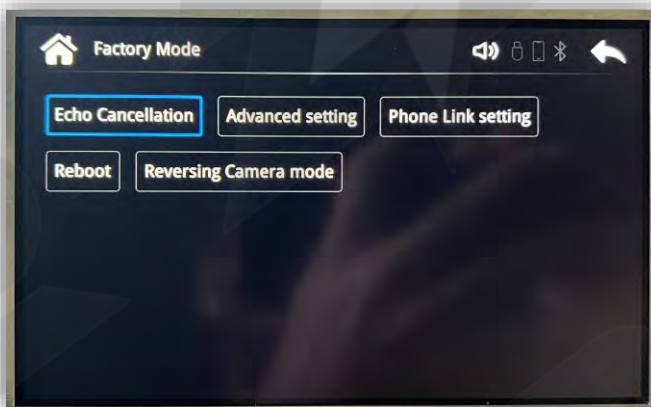 Factory Mode
Echo Cancellation Advanced setting Phone Link setting
Reboot Reversing Camera mode